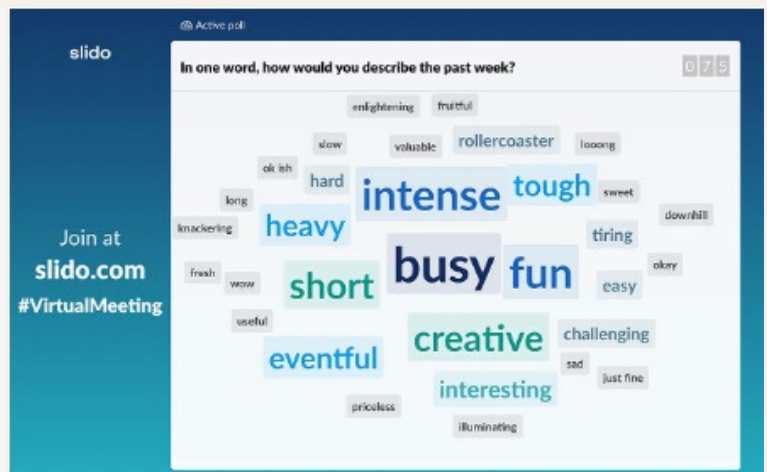 Active poll
slido
In one word, how would you describe the past week?
075
enlightening fruitful
slow valuable rollercoaster looong
ok ish hard intense tough sweet
long heavy downhill
knackering tiring
busy fun okay
fresh wow short easy
useful creative challenging
eventful sad
interesting just fine
priceless
illuminating
Join at
slido.com
#VirtualMeeting